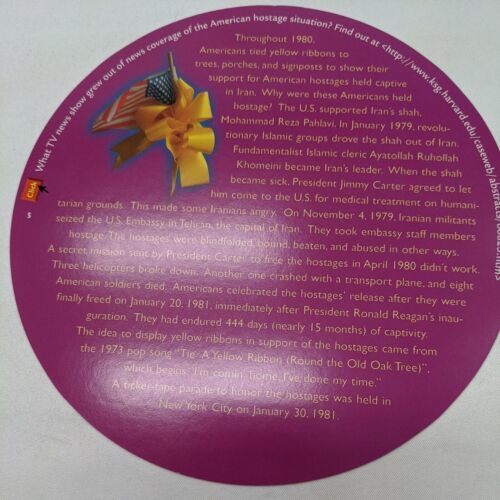 What TV news show grew out of news coverage of the American hostage situation? Find out at <http://www.ksg.harvard.edu/caseweb/abstracts
Click
s
Throughout 1980,
Americans tied yellow ribbons to
trees, porches, and signposts to show their
support for American hostages held captive
in Iran. Why were these Americans held
hostage? The U.S. supported Iran's shah,
Mohammad Reza Pahlavi. In January 1979, revolu-
tionary Islamic groups drove the shah out of Iran.
Fundamentalist Islamic cleric Ayatollah Ruhollah
Khomeini became Iran's leader. When the shah
became sick, President Jimmy Carter agreed to let
him come to the U.S. for medical treatment on humani-
tarian grounds. This made some Iranians angry. On November 4, 1979, Iranian militants
seized the U.S. Embassy in Tehran, the capital of Iran. They took embassy staff members
hostage. The hostages were blindfolded, bound, beaten, and abused in other ways.
A secret mission sent by President Carter to free the hostages in April 1980 didn't work.
Three helicopters broke down. Another one crashed with a transport plane, and eight
American soldiers died. Americans celebrated the hostages' release after they were
finally freed on January 20, 1981, immediately after President Ronald Reagan's inau-
guration. They had endured 444 days (nearly 15 months) of captivity.
The idea to display yellow ribbons in support of the hostages came from
the 1973 pop song "Tie A Yellow Ribbon (Round the Old Oak Tree)",
which begins "I'm comin' home, I've done my time."
A ticker-tape parade to honor the hostages was held in
New York City on January 30, 1981.